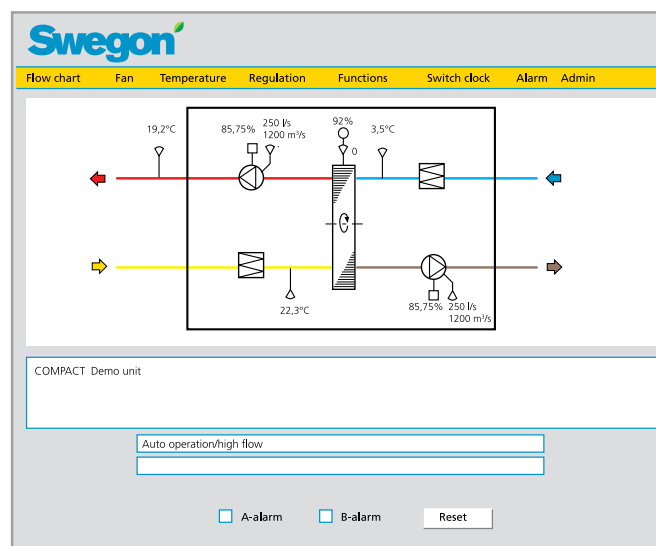 Swegon
Flow chart Fan Temperature Regulation Functions Switch clock Alarm Admin
19,2°C
85,75%
250 l/s
1200 m³/s
92%
0
3,5°C
22,3°C
85,75%
250 l/s
1200 m³/s
COMPACT Demo unit
Auto operation/high flow
A-alarm B-alarm Reset